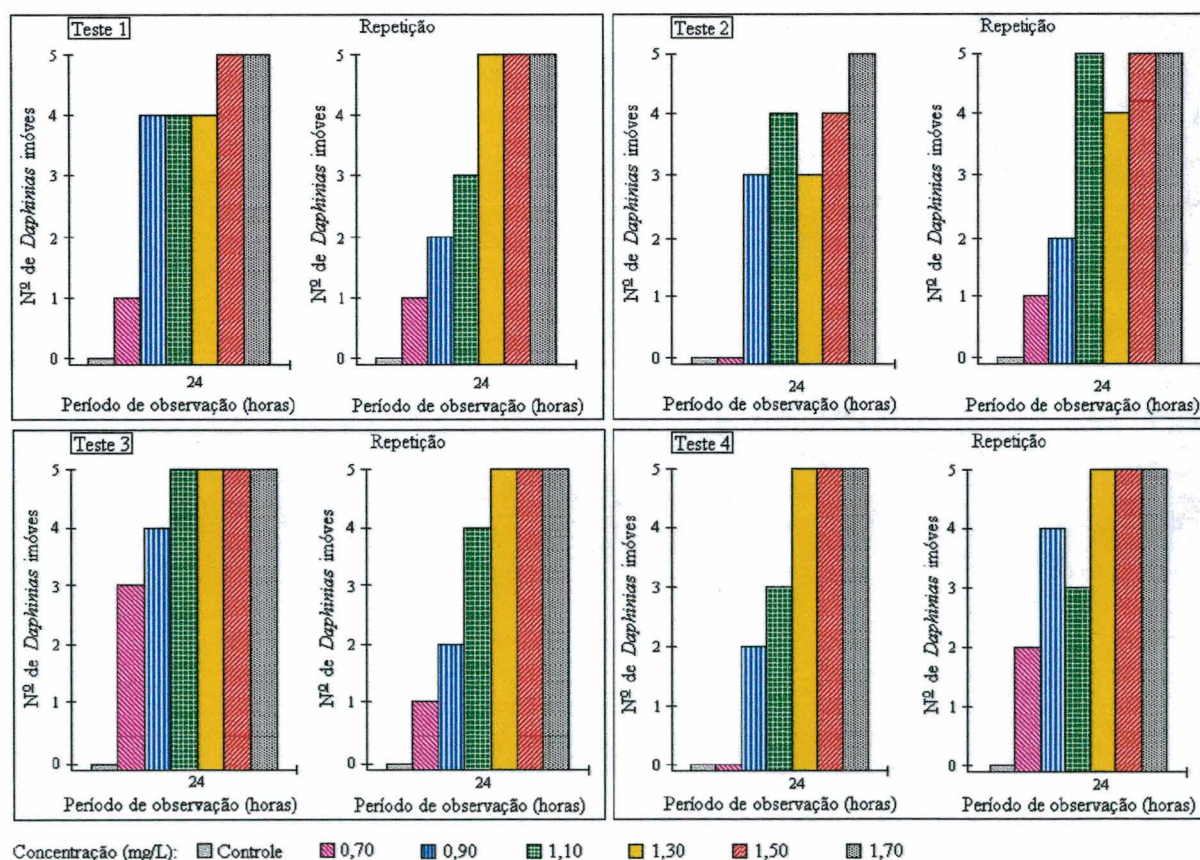 Teste 1
Repetição
Nº de Daphinias imóves
5
4
3
2
1
0
24
Período de observação (horas)
Nº de Daphinias imóves
5
4
3
2
1
0
24
Período de observação (horas)
Teste 2
Repetição
Nº de Daphinias imóves
5
4
3
2
1
0
24
Período de observação (horas)
Nº de Daphinias imóves
5
4
3
2
1
0
24
Período de observação (horas)
Teste 3
Repetição
Nº de Daphinias imóves
5
4
3
2
1
0
24
Período de observação (horas)
Nº de Daphinias imóves
5
4
3
2
1
0
24
Período de observação (horas)
Teste 4
Repetição
Nº de Daphinias imóves
5
4
3
2
1
0
24
Período de observação (horas)
Nº de Daphinias imóves
5
4
3
2
1
0
24
Período de observação (horas)
Concentração (mg/L): Controle 0,70 0,90 1,10 1,30 1,50 1,70